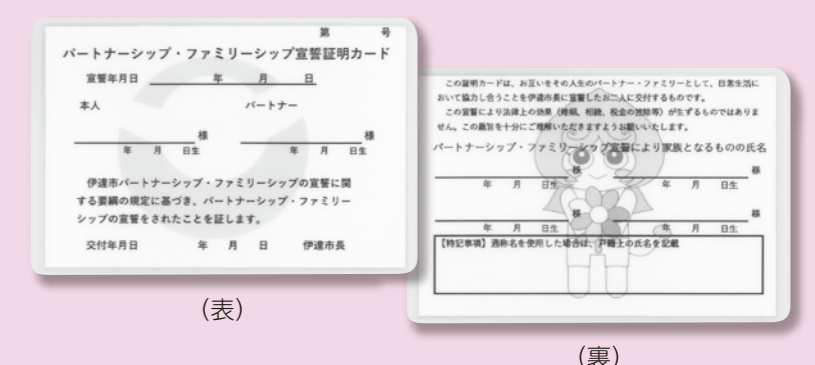 第　　　号
パートナーシップ・ファミリーシップ宣誓証明カード
宣誓年月日　　　年　　月　　日
本人　　　　　　パートナー
様　　　　　　様
年　月　日生　　　　年　月　日生
伊達市パートナーシップ・ファミリーシップの宣誓に関
する要綱の規定に基づき、パートナーシップ・ファミリー
シップの宣誓をされたことを証します。
交付年月日　　　年　月　日　　伊達市長
（表）
この証明カードは、お互いをその人生のパートナー・ファミリーとして、日常生活に
おいて協力し合うことを伊達市長に宣誓したお二人に交付するものです。
この宣誓により法律上の効果（婚姻、相続、税金の控除等）が生ずるものではありま
せん。この趣旨を十分にご理解いただきますようお願いいたします。
パートナーシップ・ファミリーシップ宣誓により家族となるものの氏名
様　　　　　　様
年　月　日生　　　　年　月　日生
様　　　　　　様
年　月　日生　　　　年　月　日生
【特記事項】通称名を使用した場合は、戸籍上の氏名を記載
（裏）